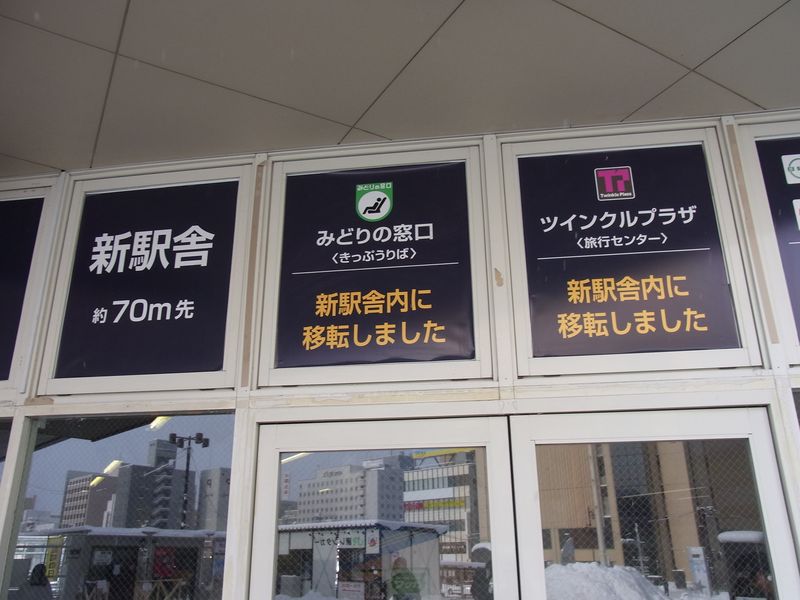 新駅舎
約70m先
みどりの窓口
みどりの窓口
〈きっぷうりば〉
新駅舎内に
移転しました
Twinkle Plaza
ツインクルプラザ
〈旅行センター〉
新駅舎内に
移転しました